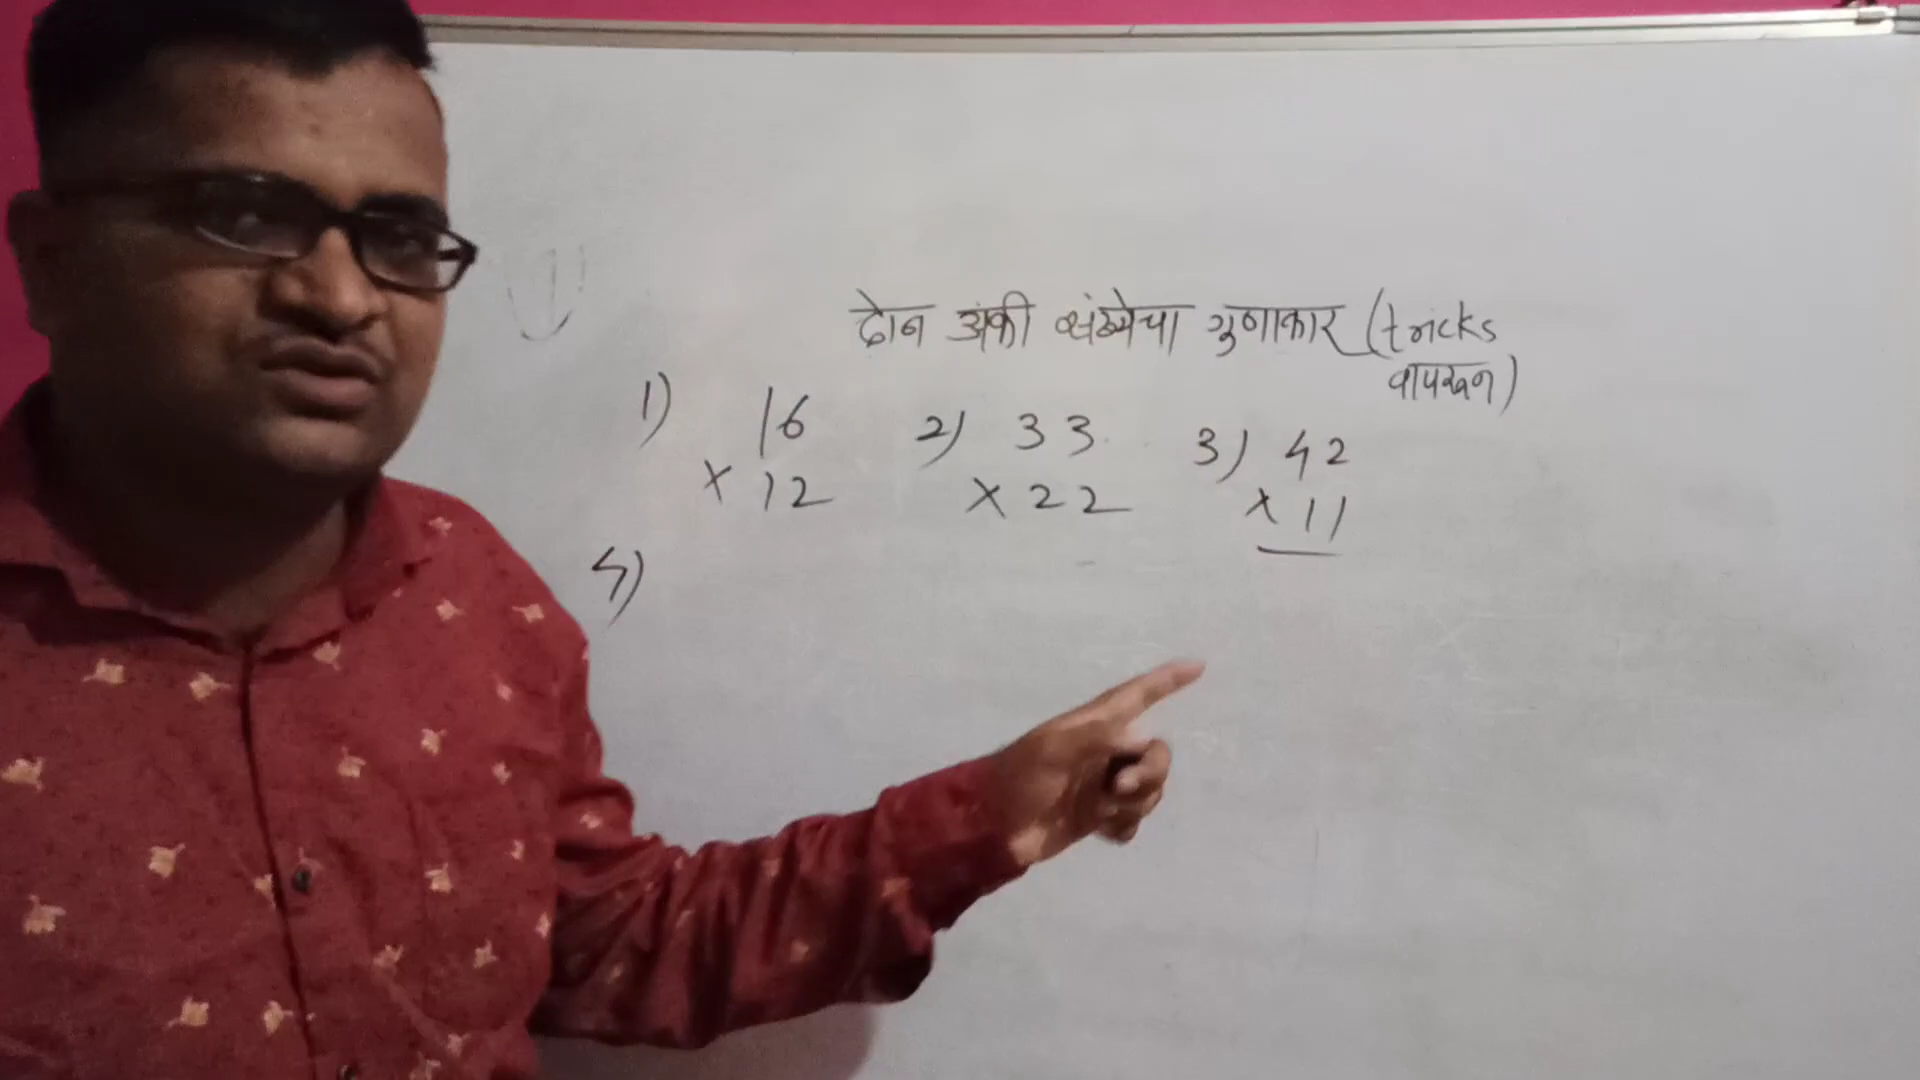 दोन अंकी संख्येचा गुणाकार (tricks
वापरून)
1) 16 2) 33 3) 42
× 12 × 22 × 11
4)